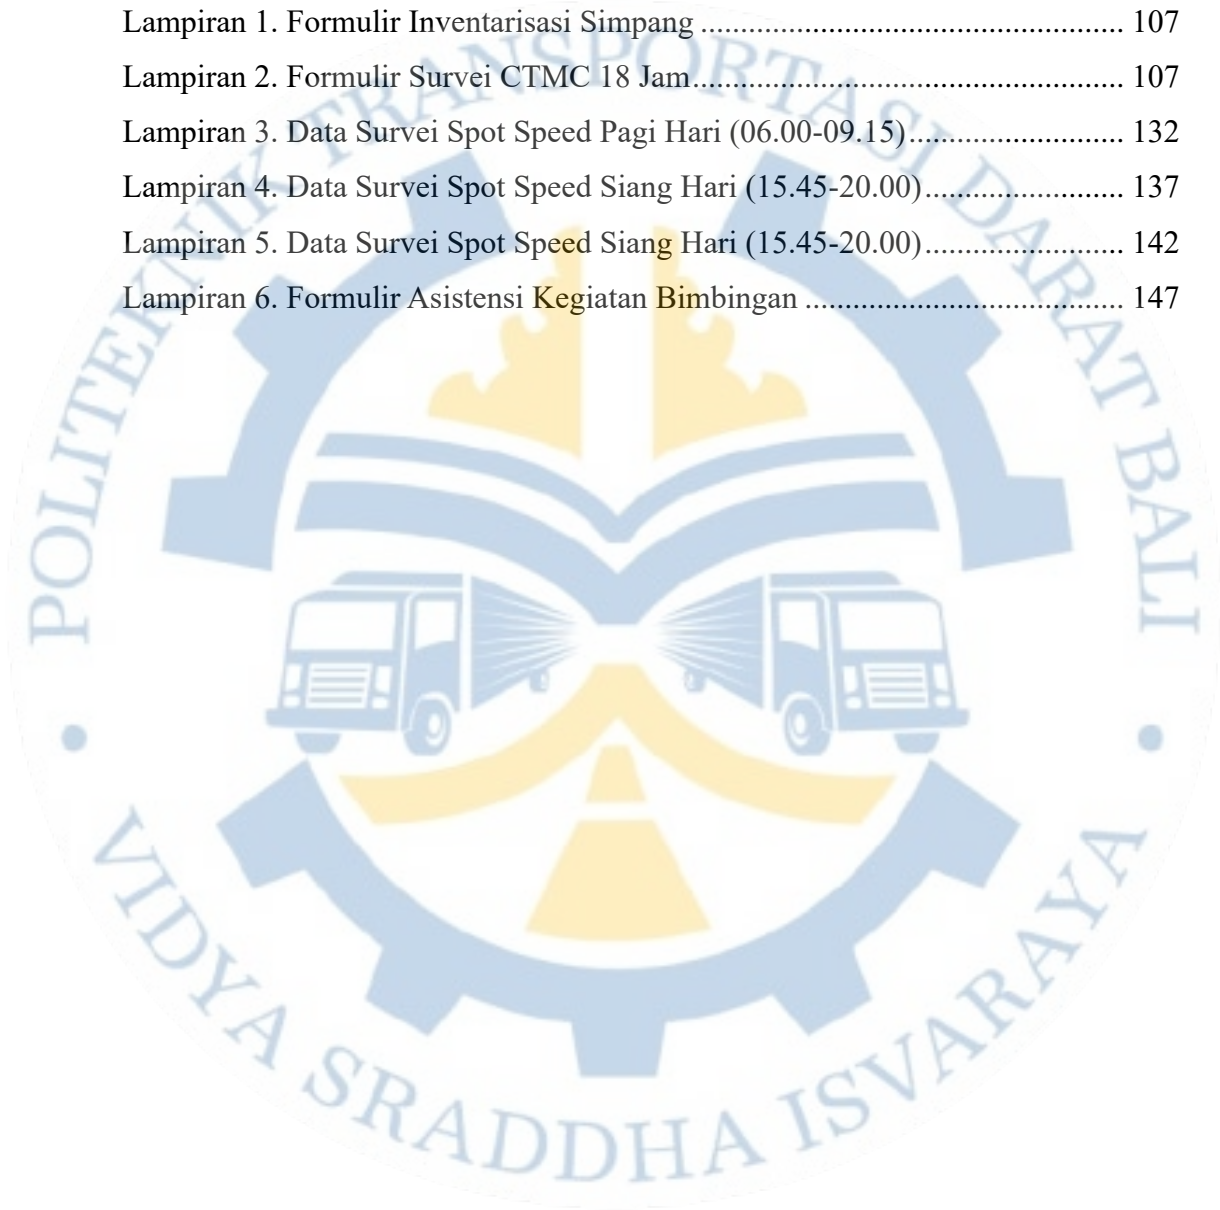 Lampiran 1. Formulir Inventarisasi Simpang ..................................................... 107
Lampiran 2. Formulir Survei CTMC 18 Jam...................................................... 107
Lampiran 3. Data Survei Spot Speed Pagi Hari (06.00-09.15)........................... 132
Lampiran 4. Data Survei Spot Speed Siang Hari (15.45-20.00)......................... 137
Lampiran 5. Data Survei Spot Speed Siang Hari (15.45-20.00)......................... 142
Lampiran 6. Formulir Asistensi Kegiatan Bimbingan ........................................ 147
POLITEKNIK TRANSPORTASI DARAT BALI
VIDYA SRADDHA ISVARAYA